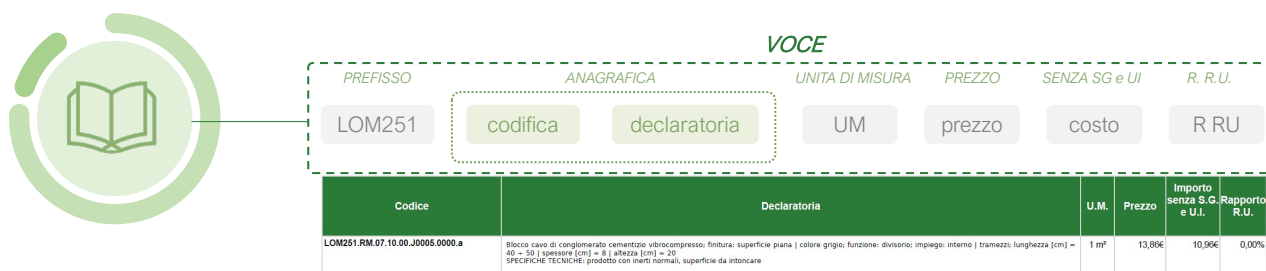 VOCE
PREFISSO ANAGRAFICA UNITA DI MISURA PREZZO SENZA SG e UI R. R.U.
LOM251 codifica declaratoria UM prezzo costo R RU
Codice Declaratoria U.M. Prezzo Importo senza S.G. e U.I. Rapporto R.U.
LOM251.RM.07.10.00.J0005.0000.a
Blocco cavo di conglomerato cementizio vibrocompresso; finitura: superficie piana | colore grigio; funzione: divisorio; impiego: interno | tramezzi; lunghezza [cm] =
40 ÷ 50 | spessore [cm] = 8 | altezza [cm] = 20
SPECIFICHE TECNICHE: prodotto con inerti normali, superficie da intoncare
1 m² 13,86€ 10,96€ 0,00%